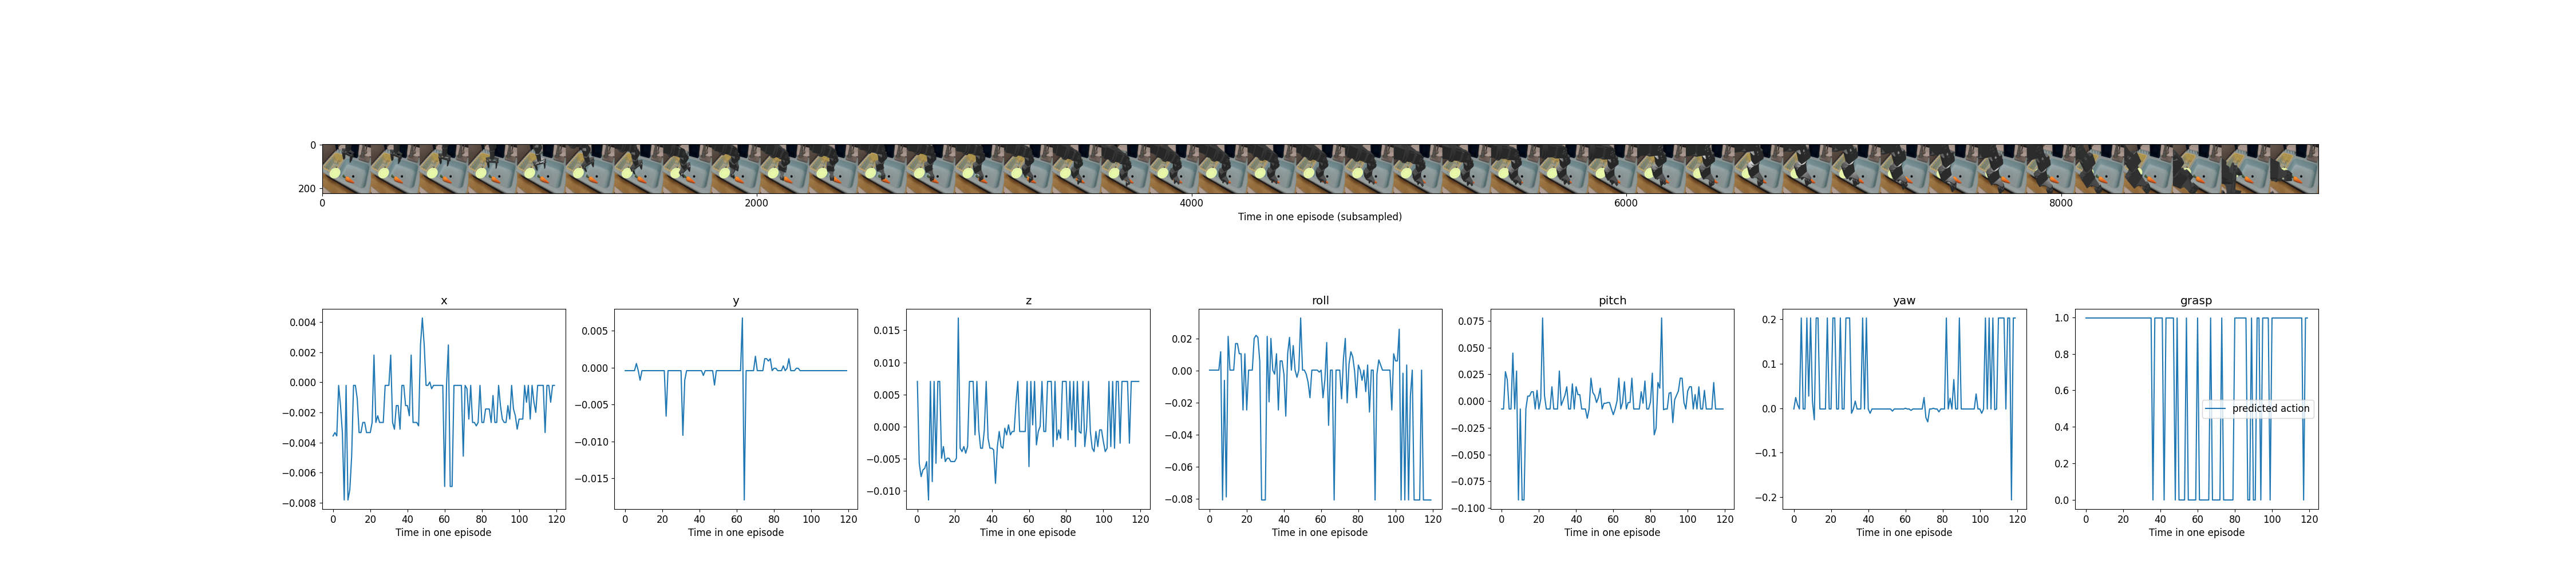 0
200
0 2000 4000 6000 8000
Time in one episode (subsampled)
x y z roll pitch yaw grasp
0.004
0.002
0.000
−0.002
−0.004
−0.006
−0.008
0 20 40 60 80 100 120
Time in one episode
0.005
0.000
−0.005
−0.010
−0.015
0 20 40 60 80 100 120
Time in one episode
0.015
0.010
0.005
0.000
−0.005
−0.010
0 20 40 60 80 100 120
Time in one episode
0.02
0.00
−0.02
−0.04
−0.06
−0.08
0 20 40 60 80 100 120
Time in one episode
0.075
0.050
0.025
0.000
−0.025
−0.050
−0.075
−0.100
0 20 40 60 80 100 120
Time in one episode
0.2
0.1
0.0
−0.1
−0.2
0 20 40 60 80 100 120
Time in one episode
1.0
0.8
0.6
0.4
0.2
0.0
predicted action
0 20 40 60 80 100 120
Time in one episode